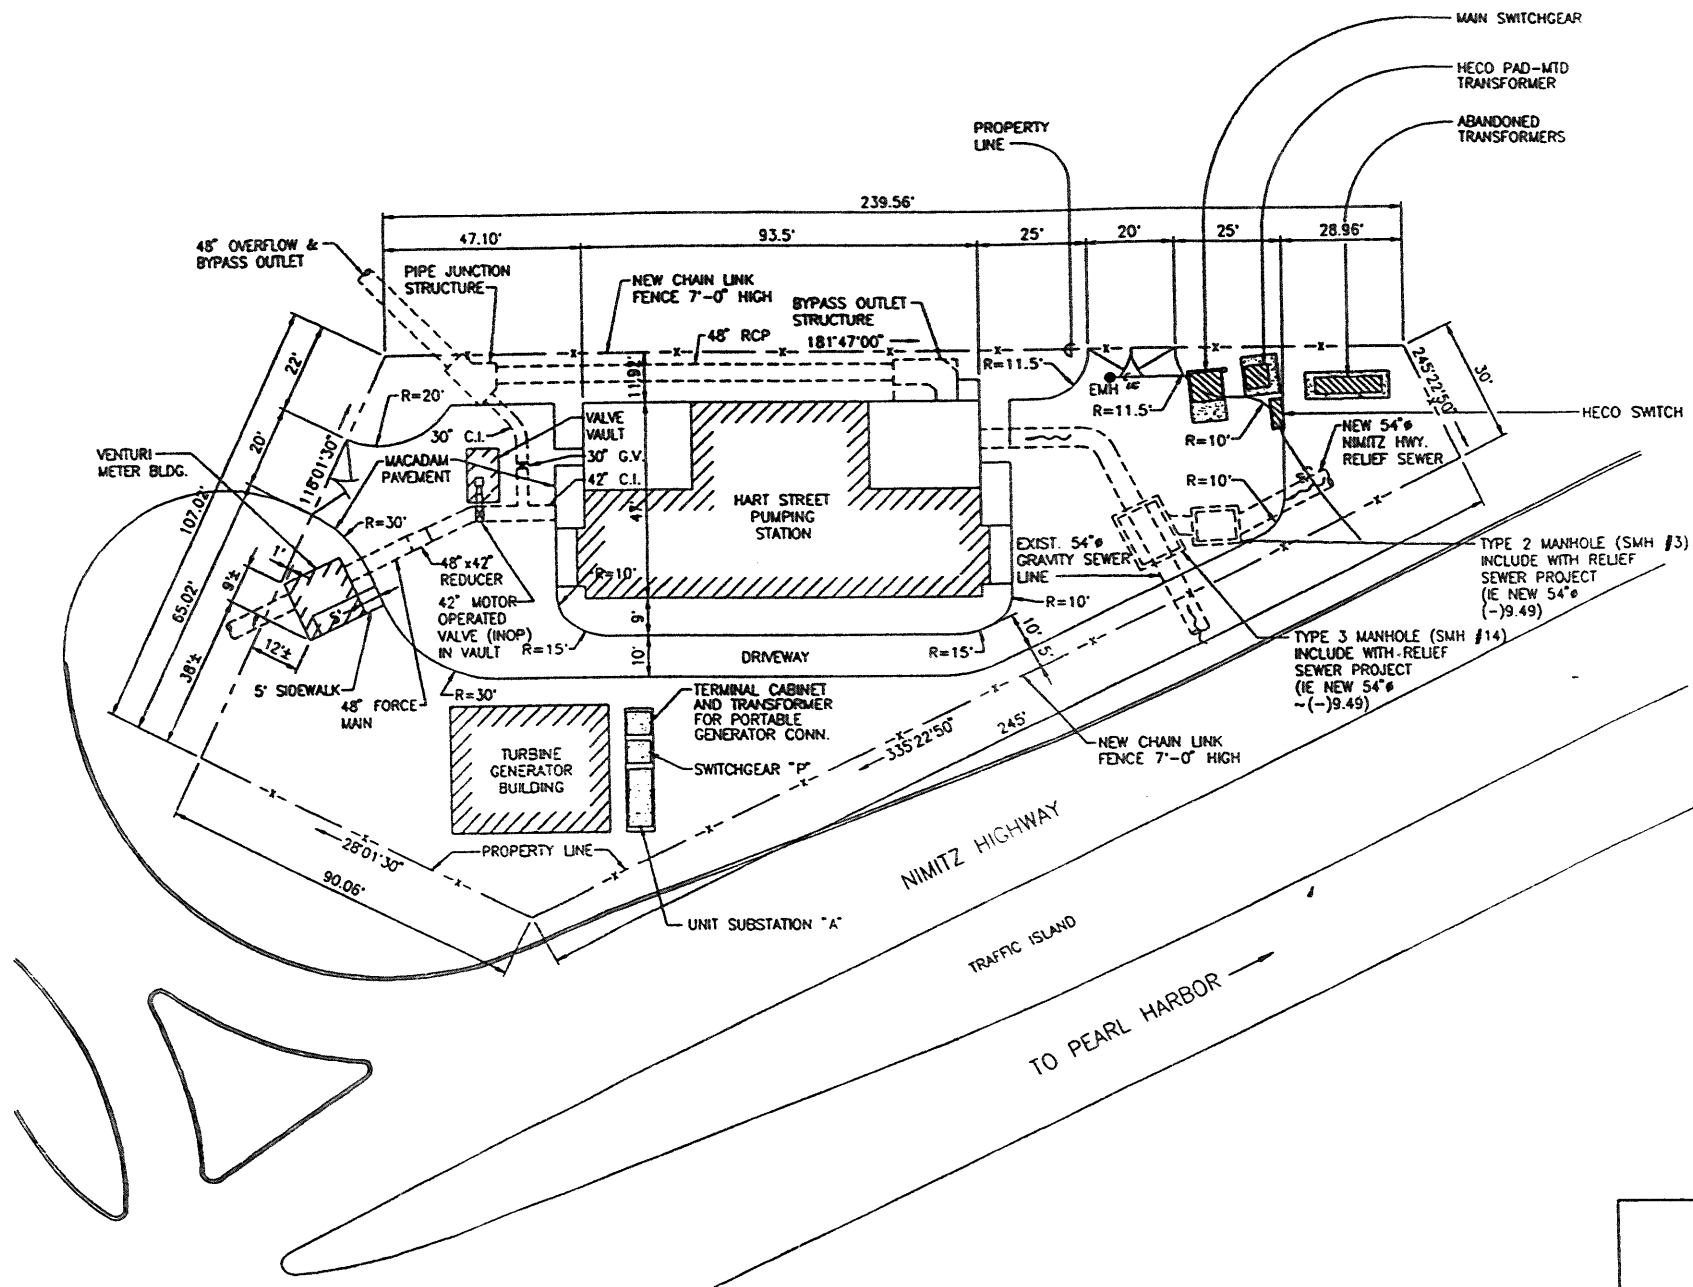 MAIN SWITCHGEAR
HECO PAD-MTD
TRANSFORMER
ABANDONED
TRANSFORMERS
PROPERTY
LINE
239.56'
47.10'
93.5'
25'
20'
25'
28.96'
48" OVERFLOW &
BYPASS OUTLET
PIPE JUNCTION
STRUCTURE
NEW CHAIN LINK
FENCE 7'-0" HIGH
BYPASS OUTLET
STRUCTURE
48" RCP
181°47'00"
11.92'
R=11.5'
EMH
R=11.5'
245°22'50"
30'
HECO SWITCH
22'
R=20'
30" C.I.
VALVE
VAULT
30" G.V.
42" C.I.
R=10'
NEW 54"ø
NIMITZ HWY.
RELIEF SEWER
R=10'
VENTURI
METER BLDG.
20'
MACADAM
PAVEMENT
118°01'30"
107.02'
R=30'
47'
HART STREET
PUMPING
STATION
EXIST. 54"ø
GRAVITY SEWER
LINE
TYPE 2 MANHOLE (SMH #3)
INCLUDE WITH RELIEF
SEWER PROJECT
(IE NEW 54"ø
(-)9.49)
1'
9'±
65.02'
5'
48"x42"
REDUCER
42" MOTOR
OPERATED
VALVE (INOP)
IN VAULT
R=10'
R=10'
9'
10'
R=15'
DRIVEWAY
R=15'
10'
5'
TYPE 3 MANHOLE (SMH #14)
INCLUDE WITH RELIEF
SEWER PROJECT
(IE NEW 54"ø
~(-)9.49)
12'±
38'±
5' SIDEWALK
48" FORCE
MAIN
R=30'
TERMINAL CABINET
AND TRANSFORMER
FOR PORTABLE
GENERATOR CONN.
SWITCHGEAR "P"
TURBINE
GENERATOR
BUILDING
335°22'50"
245'
NEW CHAIN LINK
FENCE 7'-0" HIGH
28°01'30"
PROPERTY LINE
90.06'
UNIT SUBSTATION "A"
NIMITZ HIGHWAY
TRAFFIC ISLAND
TO PEARL HARBOR